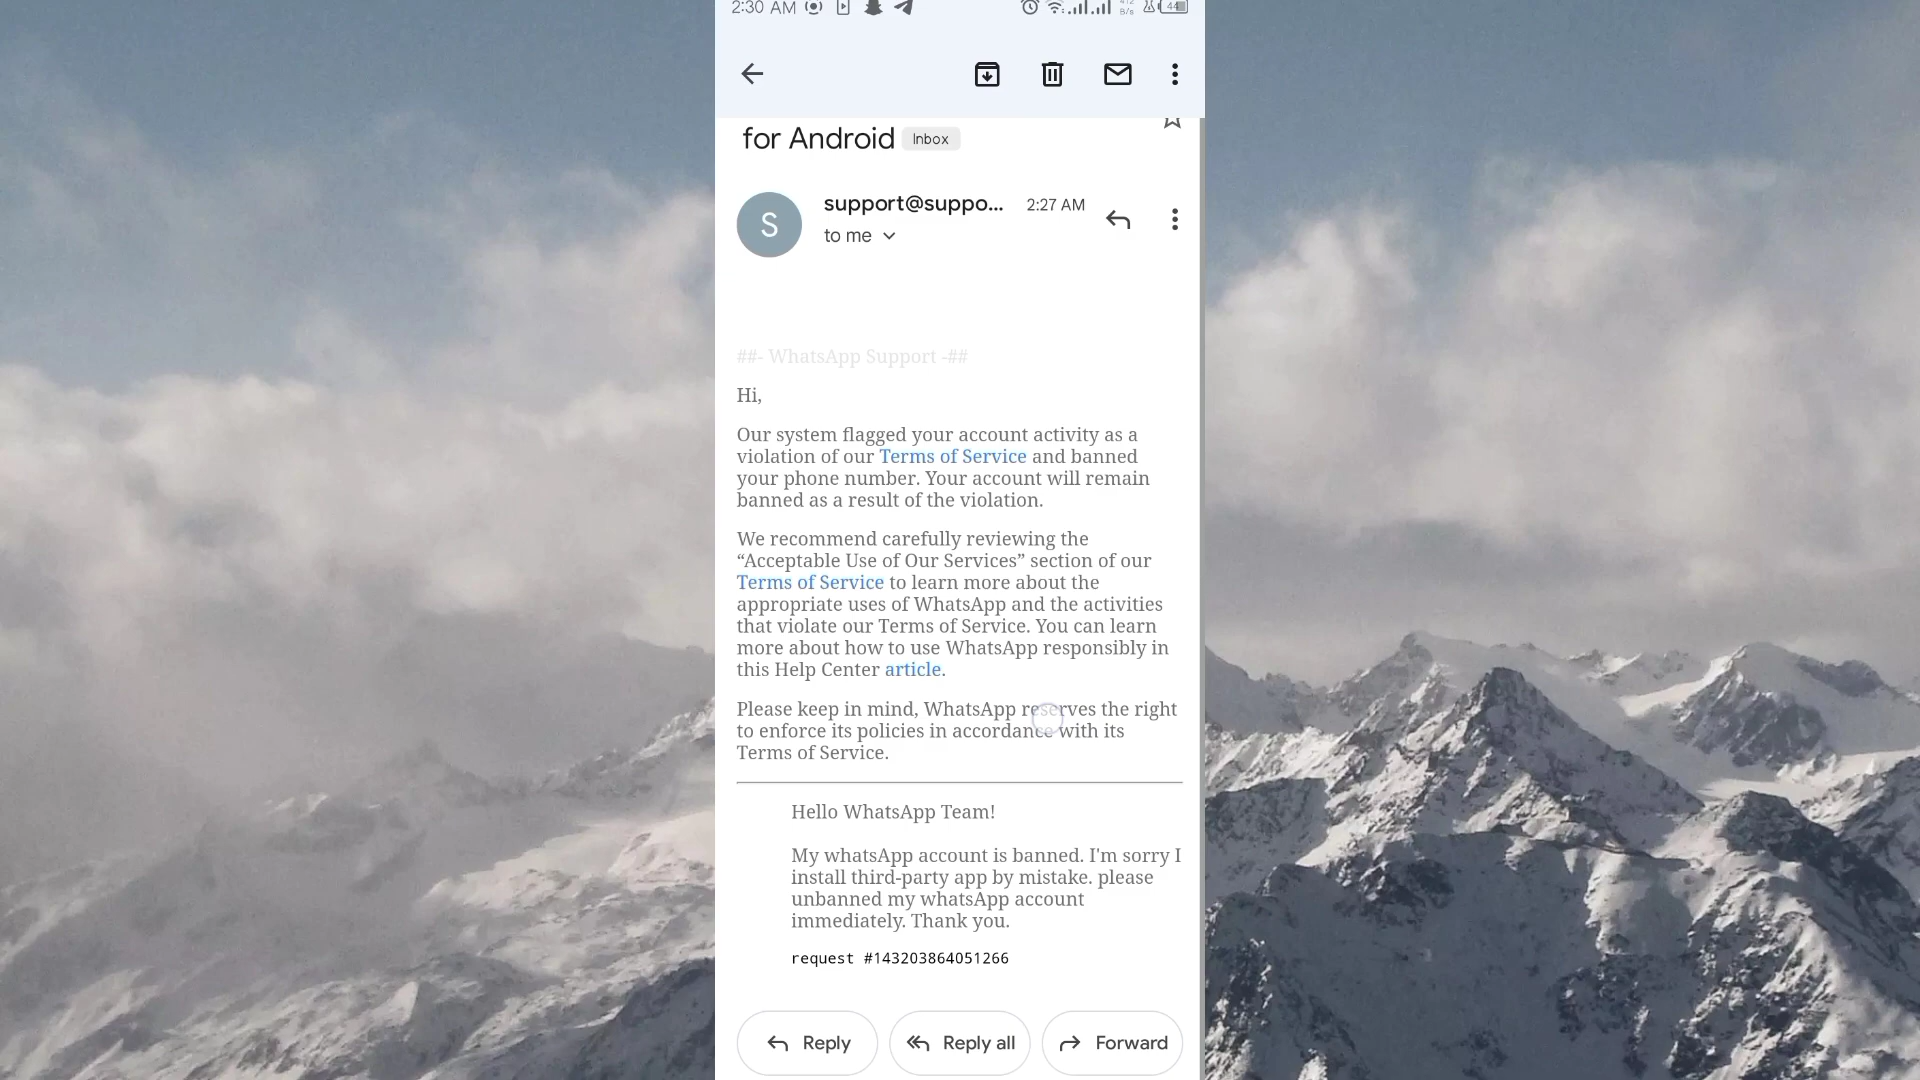 2:30 AM
B/s
44
for Android Inbox
S
support@suppo... 2:27 AM
to me
##- WhatsApp Support -##
Hi,
Our system flagged your account activity as a
violation of our Terms of Service and banned
your phone number. Your account will remain
banned as a result of the violation.
We recommend carefully reviewing the
“Acceptable Use of Our Services” section of our
Terms of Service to learn more about the
appropriate uses of WhatsApp and the activities
that violate our Terms of Service. You can learn
more about how to use WhatsApp responsibly in
this Help Center article.
Please keep in mind, WhatsApp reserves the right
to enforce its policies in accordance with its
Terms of Service.
Hello WhatsApp Team!
My whatsApp account is banned. I'm sorry I
install third-party app by mistake. please
unbanned my whatsApp account
immediately. Thank you.
request #143203864051266
Reply
Reply all
Forward